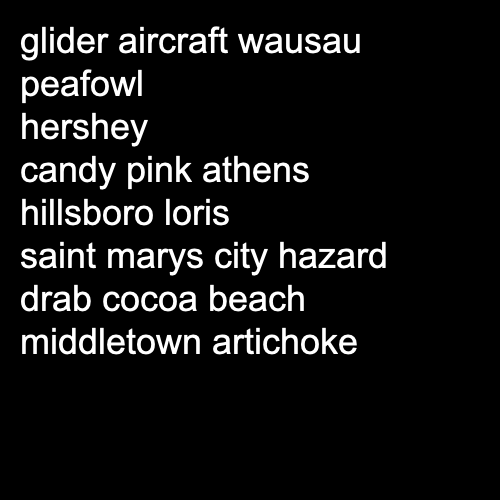 glider aircraft wausau
peafowl
hershey
candy pink athens
hillsboro loris
saint marys city hazard
drab cocoa beach
middletown artichoke